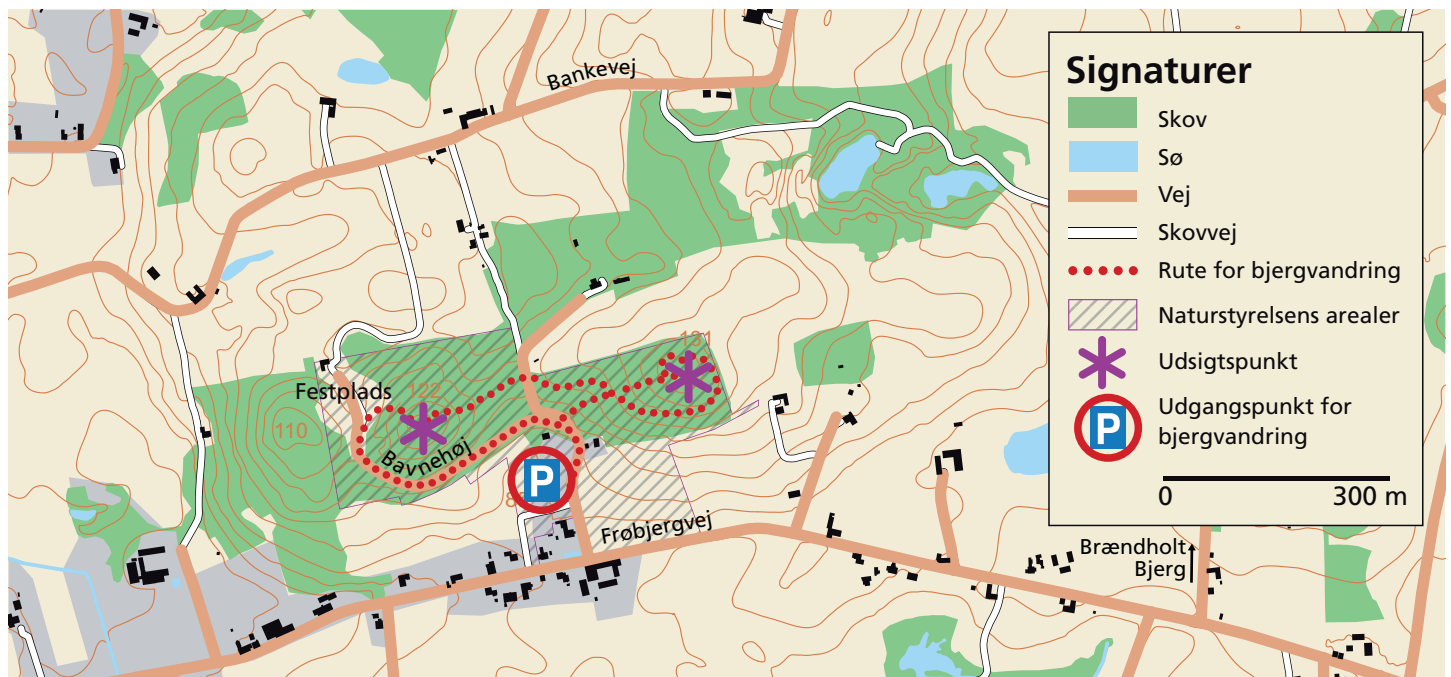 Bankevej
131
Festplads
122
110
Bavnehøj
P
Frøbjergvej
Brændholt
Bjerg
Signaturer
Skov
Sø
Vej
Skovvej
Rute for bjergvandring
Naturstyrelsens arealer
Udsigtspunkt
P
Udgangspunkt for
bjergvandring
0 300 m